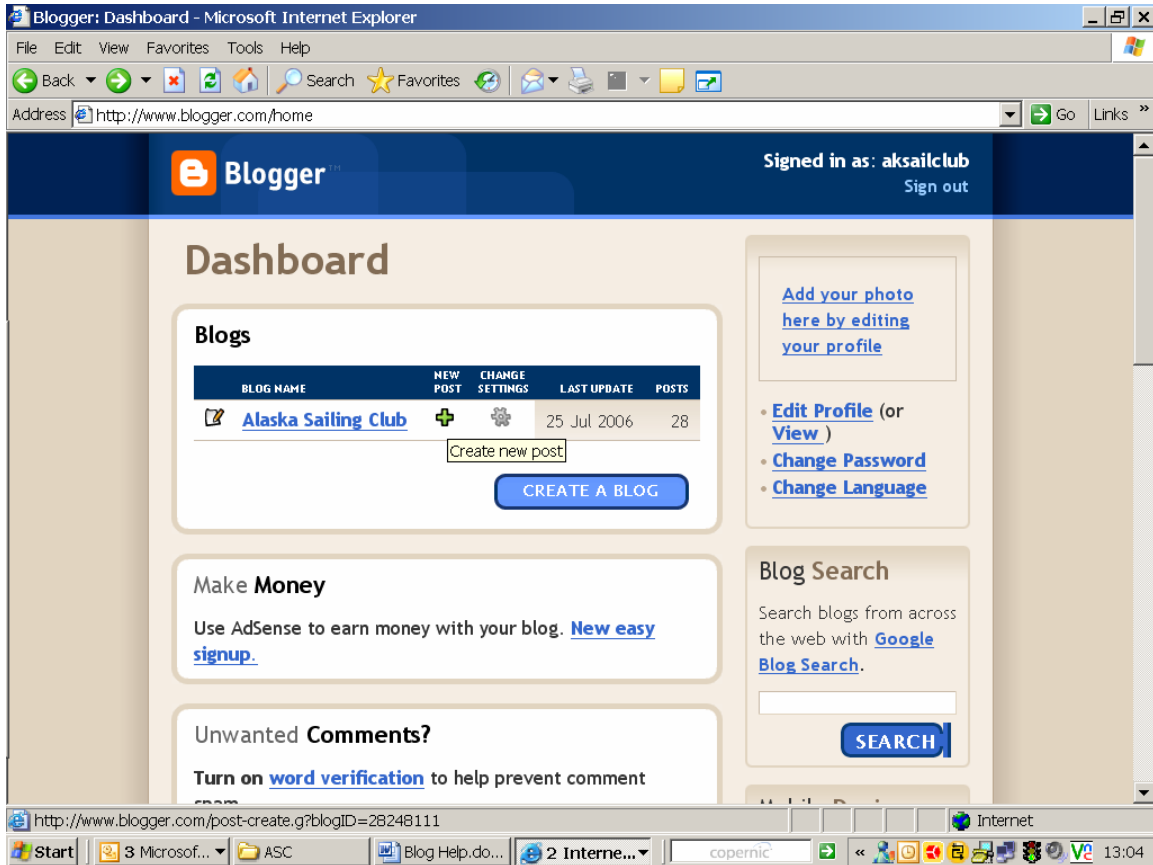 Blogger: Dashboard - Microsoft Internet Explorer
File Edit View Favorites Tools Help
Back Search Favorites
Address http://www.blogger.com/home Go Links »
Blogger™
Signed in as: aksailclub
Sign out
Dashboard
Blogs
BLOG NAME NEW POST CHANGE SETTINGS LAST UPDATE POSTS
Alaska Sailing Club 25 Jul 2006 28
Create new post
CREATE A BLOG
Make Money
Use AdSense to earn money with your blog. New easy
signup.
Unwanted Comments?
Turn on word verification to help prevent comment
Add your photo
here by editing
your profile
• Edit Profile (or
View )
• Change Password
• Change Language
Blog Search
Search blogs from across
the web with Google
Blog Search.
SEARCH
http://www.blogger.com/post-create.g?blogID=28248111 Internet
Start 3 Microsof... ASC Blog Help.do... 2 Interne... copernic « 13:04